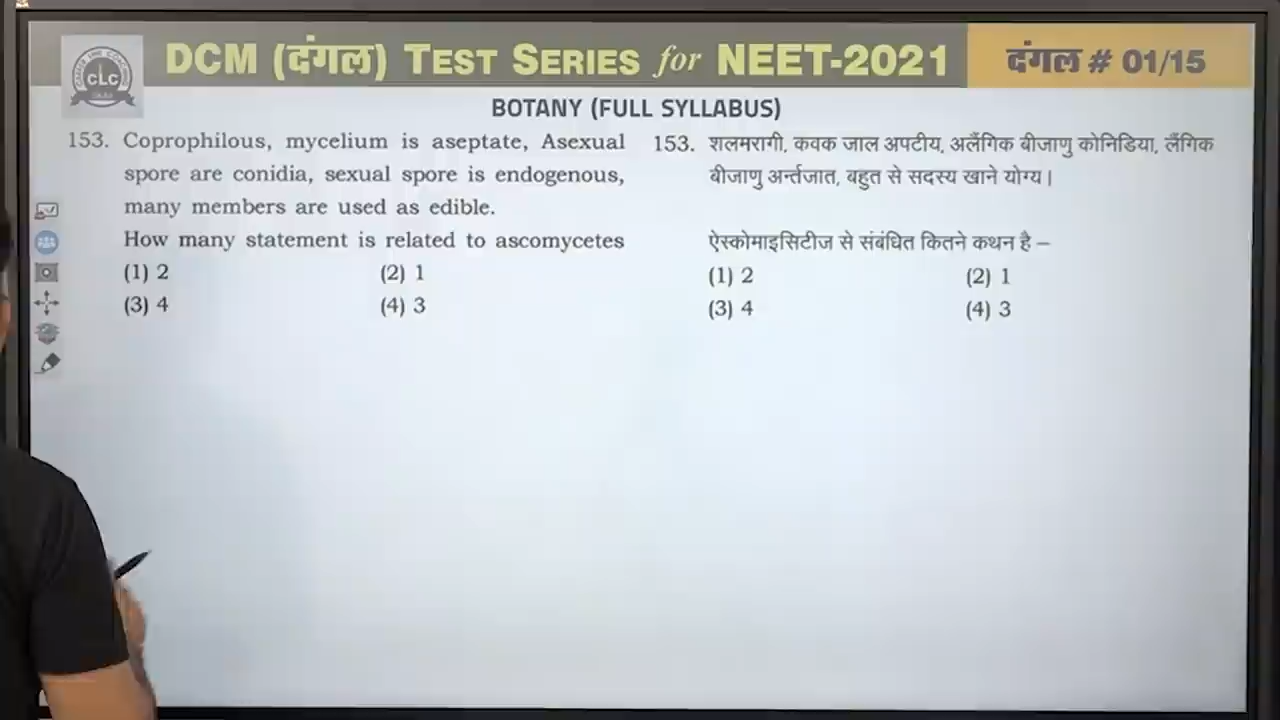 DCM (दंगल) TEST SERIES for NEET-2021
दंगल # 01/15
CLC
BOTANY (FULL SYLLABUS)
153. Coprophilous, mycelium is aseptate, Asexual
spore are conidia, sexual spore is endogenous,
many members are used as edible.
How many statement is related to ascomycetes
(1) 2 (2) 1
(3) 4 (4) 3
153. शलमरागी, कवक जाल अपटीय, अलैंगिक बीजाणु कोनिडिया, लैंगिक
बीजाणु अर्न्तजात, बहुत से सदस्य खाने योग्य।
ऐस्कोमाइसिटीज से संबंधित कितने कथन है –
(1) 2 (2) 1
(3) 4 (4) 3